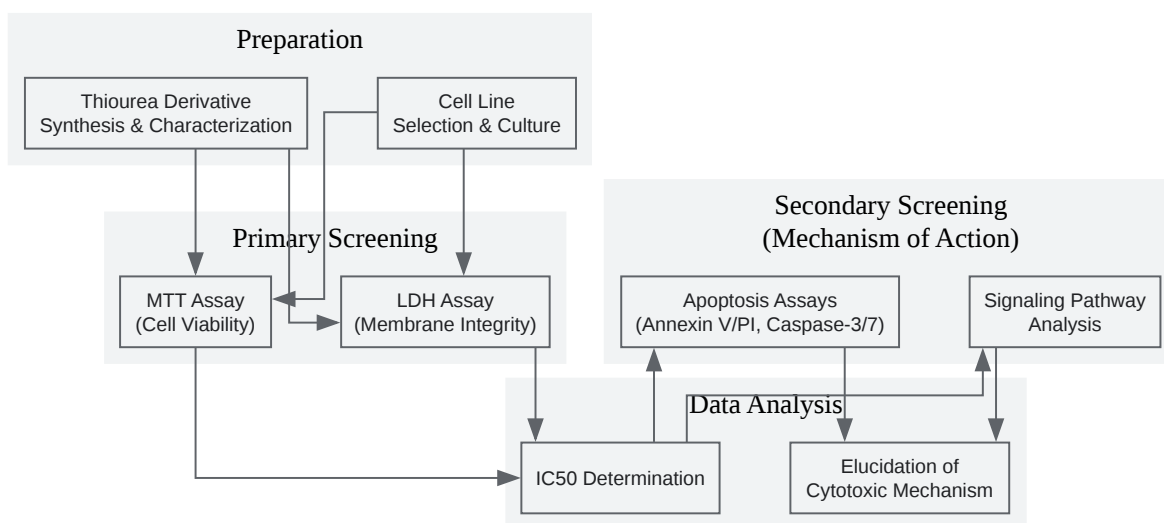 Preparation
Thiourea Derivative
Synthesis & Characterization
Cell Line
Selection & Culture
Primary Screening
MTT Assay
(Cell Viability)
LDH Assay
(Membrane Integrity)
Secondary Screening
(Mechanism of Action)
Apoptosis Assays
(Annexin V/PI, Caspase-3/7)
Signaling Pathway
Analysis
Data Analysis
IC50 Determination
Elucidation of
Cytotoxic Mechanism